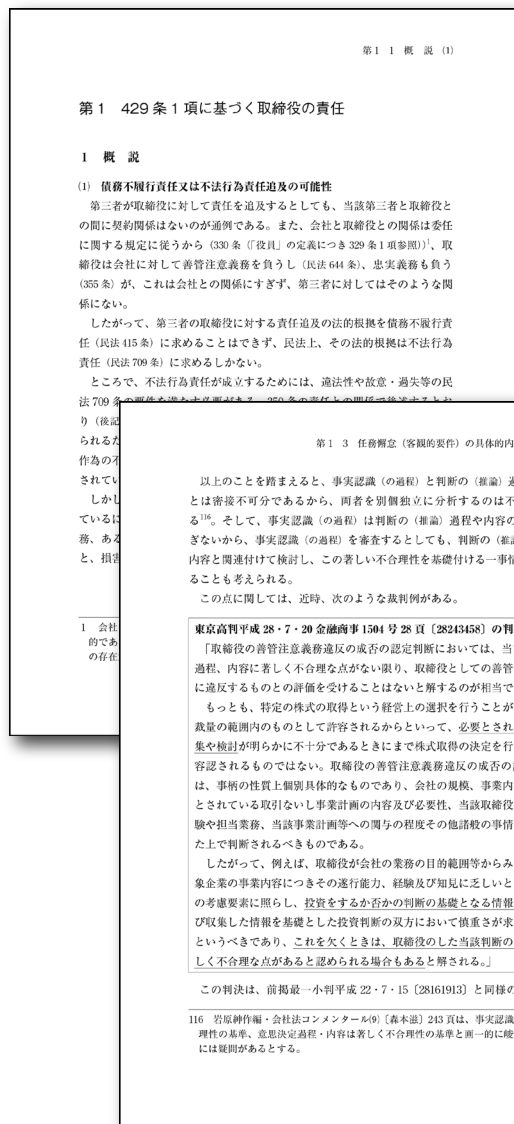 第1 1 概 説 (1)
第1 429条1項に基づく取締役の責任
1 概 説
(1) 債務不履行責任又は不法行為責任追及の可能性
第三者が取締役に対して責任を追及するとしても、当該第三者と取締役と
の間に契約関係はないのが通例である。また、会社と取締役との関係は委任
に関する規定に従うから(330条(「役員」の定義につき329条1項参照))1、取
締役は会社に対して善管注意義務を負うし(民法644条)、忠実義務も負う
(355条)が、これは会社との関係にすぎず、第三者に対してはそのような関
係にない。
したがって、第三者の取締役に対する責任追及の法的根拠を債務不履行責
任(民法415条)に求めることはできず、民法上、その法的根拠は不法行為
責任(民法709条)に求めるしかない。
ところで、不法行為責任が成立するためには、違法性や故意・過失等の民
法709条の要件を満たす必要がある。350条の責任との関係で後述するとお
り(後記
られるた
作為の不
されてい
しかし
ているに
務、ある
と、損害
1 会社
的であ
の存在
第1 3 任務懈怠(客観的要件)の具体的内
以上のことを踏まえると、事実認識(の過程)と判断の(推論)過
とは密接不可分であるから、両者を別個独立に分析するのは不
る116。そして、事実認識(の過程)は判断の(推論)過程や内容の
ぎないから、事実認識(の過程)を審査するとしても、判断の(推論
内容と関連付けて検討し、この著しい不合理性を基礎付ける一事情
ることも考えられる。
この点に関しては、近時、次のような裁判例がある。
東京高判平成28・7・20金融商事1504号28頁〔28243458〕の判
「取締役の善管注意義務違反の成否の認定判断においては、当
過程、内容に著しく不合理な点がない限り、取締役としての善管
に違反するものとの評価を受けることはないと解するのが相当で
もっとも、特定の株式の取得という経営上の選択を行うことが
裁量の範囲内のものとして許容されるからといって、必要とされ
集や検討が明らかに不十分であるときにまで株式取得の決定を行
容認されるものではない。取締役の善管注意義務違反の成否の
は、事柄の性質上個別具体的なものであり、会社の規模、事業内
とされている取引ないし事業計画の内容及び必要性、当該取締役
験や担当業務、当該事業計画等への関与の程度その他諸般の事情
た上で判断されるべきものである。
したがって、例えば、取締役が会社の業務の目的範囲等からみ
象企業の事業内容につきその遂行能力、経験及び知見に乏しいと
の考慮要素に照らし、投資をするか否かの判断の基礎となる情報
び収集した情報を基礎とした投資判断の双方において慎重さが求
というべきであり、これを欠くときは、取締役のした当該判断の
しく不合理な点があると認められる場合もあると解される。」
この判決は、前掲最一小判平成22・7・15〔28161913〕と同様の
116 岩原紳作編・会社法コンメンタール(9)〔森本滋〕243頁は、事実認識
理性の基準、意思決定過程・内容は著しく不合理性の基準と画一的に峻
には疑問があるとする。